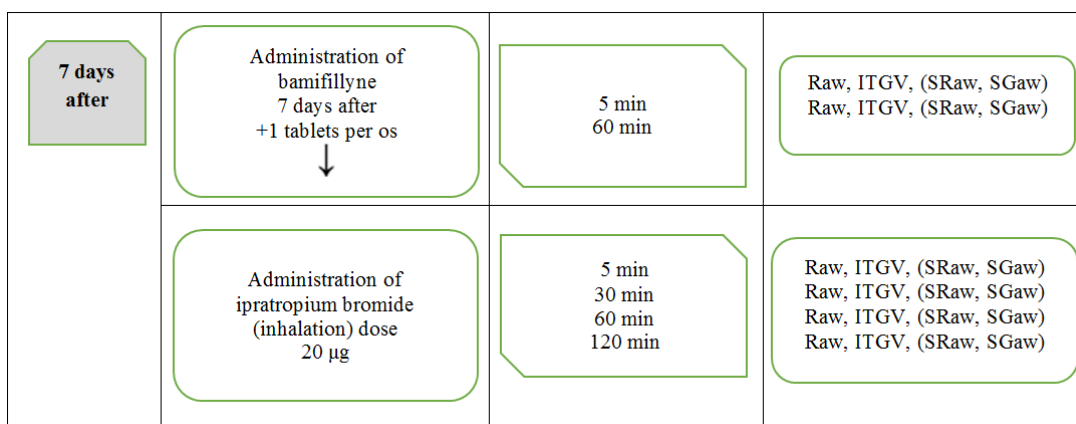 7 days
after
Administration of
bamifillyne
7 days after
+1 tablets per os
↓
5 min
60 min
Raw, ITGV, (SRaw, SGaw)
Raw, ITGV, (SRaw, SGaw)
Administration of
ipratropium bromide
(inhalation) dose
20 µg
5 min
30 min
60 min
120 min
Raw, ITGV, (SRaw, SGaw)
Raw, ITGV, (SRaw, SGaw)
Raw, ITGV, (SRaw, SGaw)
Raw, ITGV, (SRaw, SGaw)